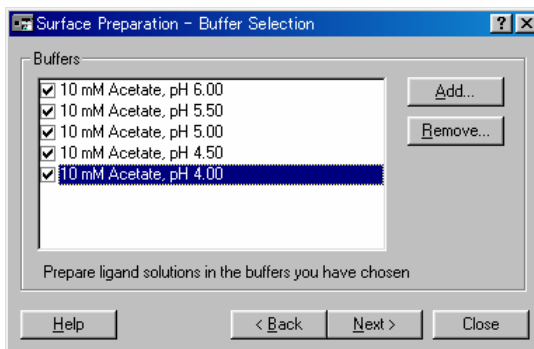 Surface Preparation - Buffer Selection
Buffers
10 mM Acetate, pH 6.00
10 mM Acetate, pH 5.50
10 mM Acetate, pH 5.00
10 mM Acetate, pH 4.50
10 mM Acetate, pH 4.00
Add...
Remove...
Prepare ligand solutions in the buffers you have chosen
Help
< Back
Next >
Close